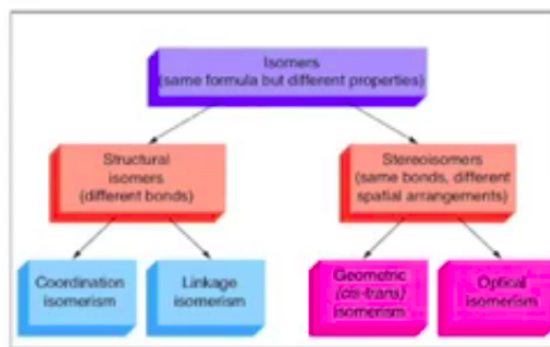 Isomers
(same formula but different properties)
Structural
isomers
(different bonds)
Stereoisomers
(same bonds, different
spatial arrangements)
Coordination
isomerism
Linkage
isomerism
Geometric
(cis-trans)
isomerism
Optical
isomerism